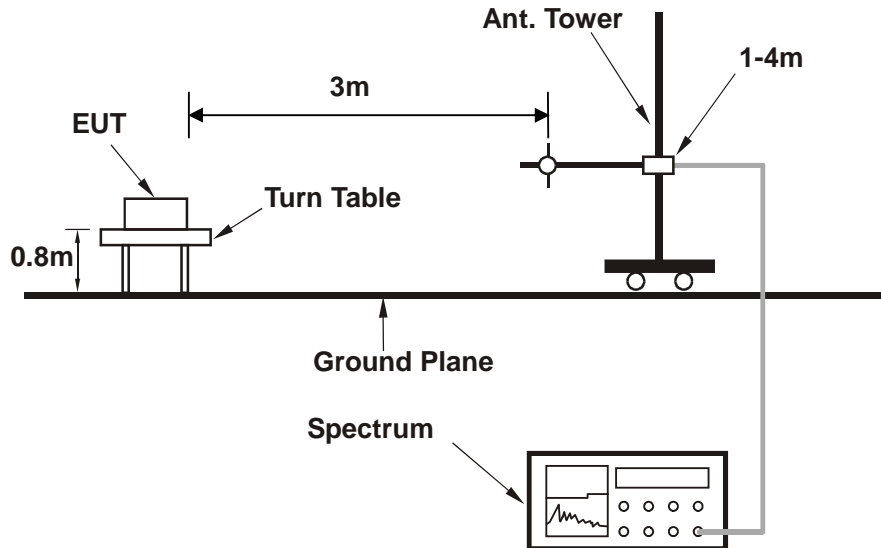 Ant. Tower
1-4m
3m
EUT
Turn Table
0.8m
Ground Plane
Spectrum